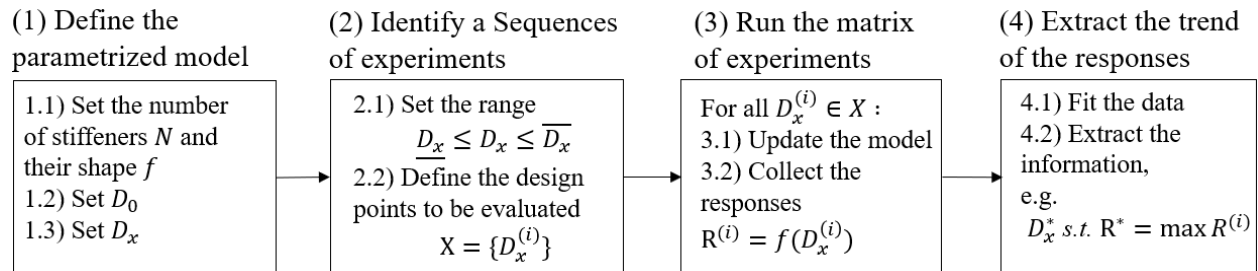 (1) Define the
parametrized model
1.1) Set the number
of stiffeners N and
their shape f
1.2) Set D₀
1.3) Set Dₓ
(2) Identify a Sequences
of experiments
2.1) Set the range
D̲ₓ ≤ Dₓ ≤ D̅ₓ
2.2) Define the design
points to be evaluated
X = {Dₓ⁽ⁱ⁾}
(3) Run the matrix
of experiments
For all Dₓ⁽ⁱ⁾ ∈ X :
3.1) Update the model
3.2) Collect the
responses
R⁽ⁱ⁾ = f(Dₓ⁽ⁱ⁾)
(4) Extract the trend
of the responses
4.1) Fit the data
4.2) Extract the
information,
e.g.
Dₓ* s.t. R* = max R⁽ⁱ⁾